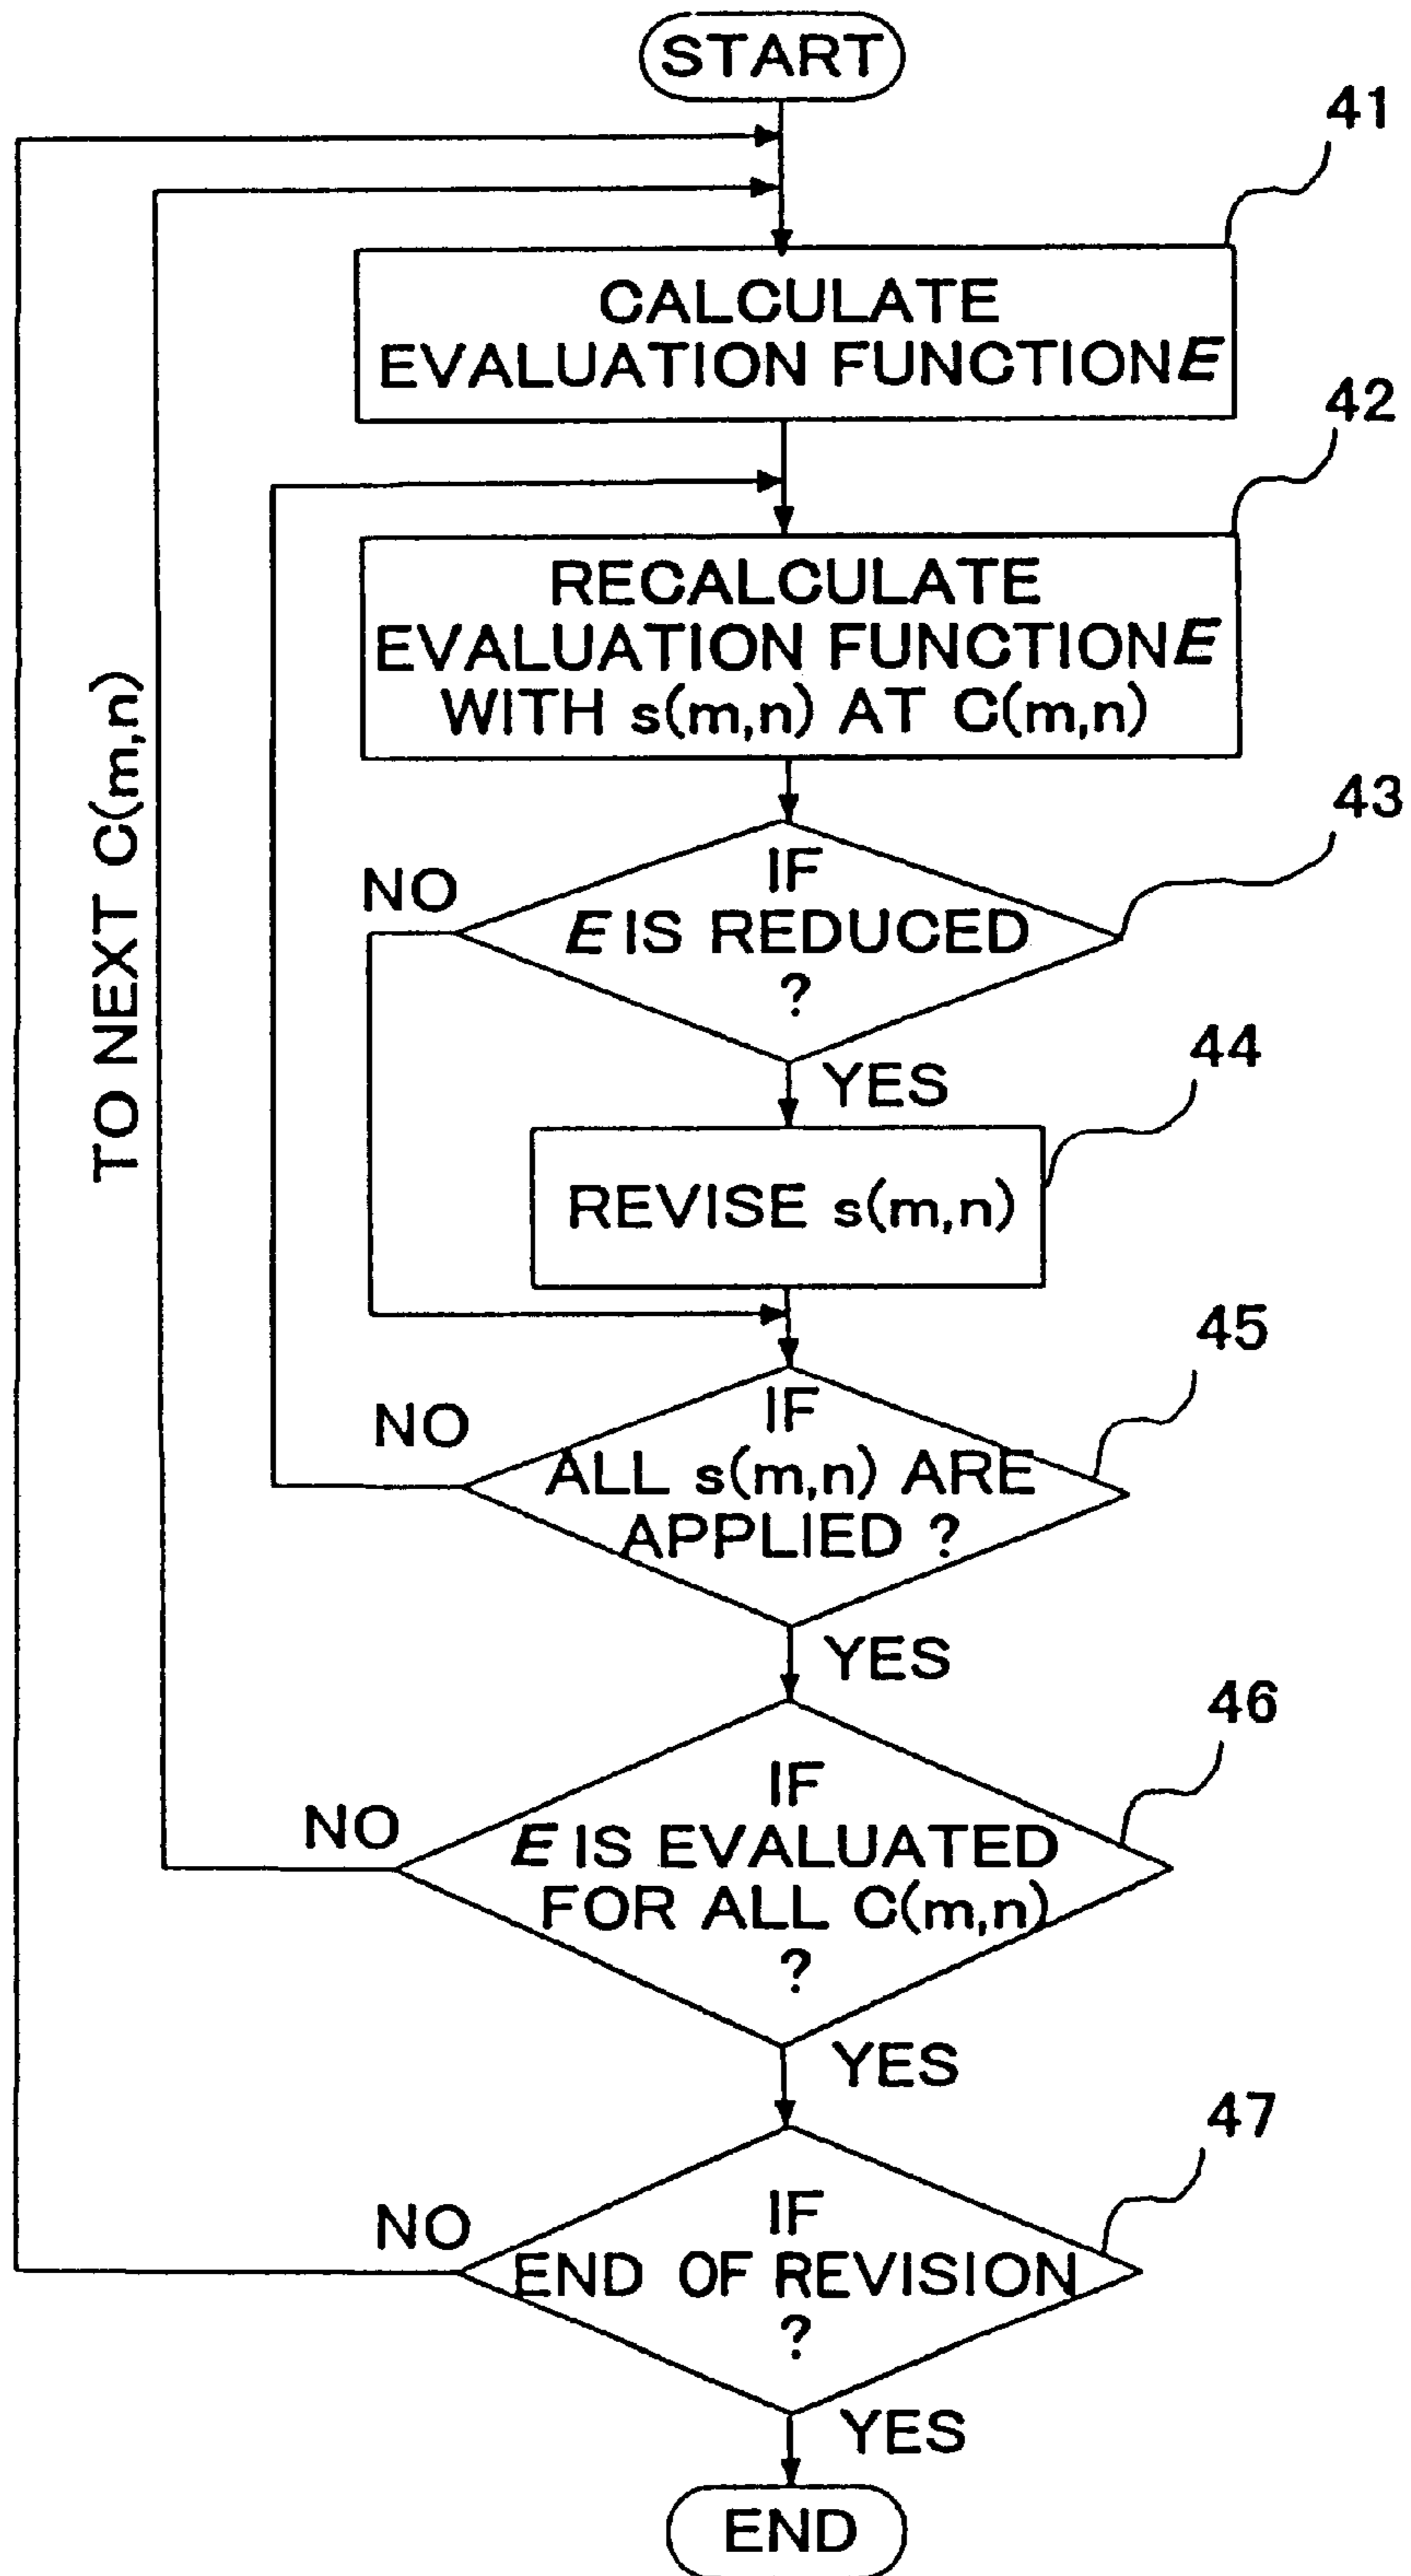 START
41
CALCULATE
EVALUATION FUNCTION E
42
RECALCULATE
EVALUATION FUNCTION E
WITH s(m,n) AT C(m,n)
TO NEXT C(m,n)
43
NO
IF
E IS REDUCED
?
YES
44
REVISE s(m,n)
45
NO
IF
ALL s(m,n) ARE
APPLIED ?
YES
46
NO
IF
E IS EVALUATED
FOR ALL C(m,n)
?
YES
47
NO
IF
END OF REVISION
?
YES
END